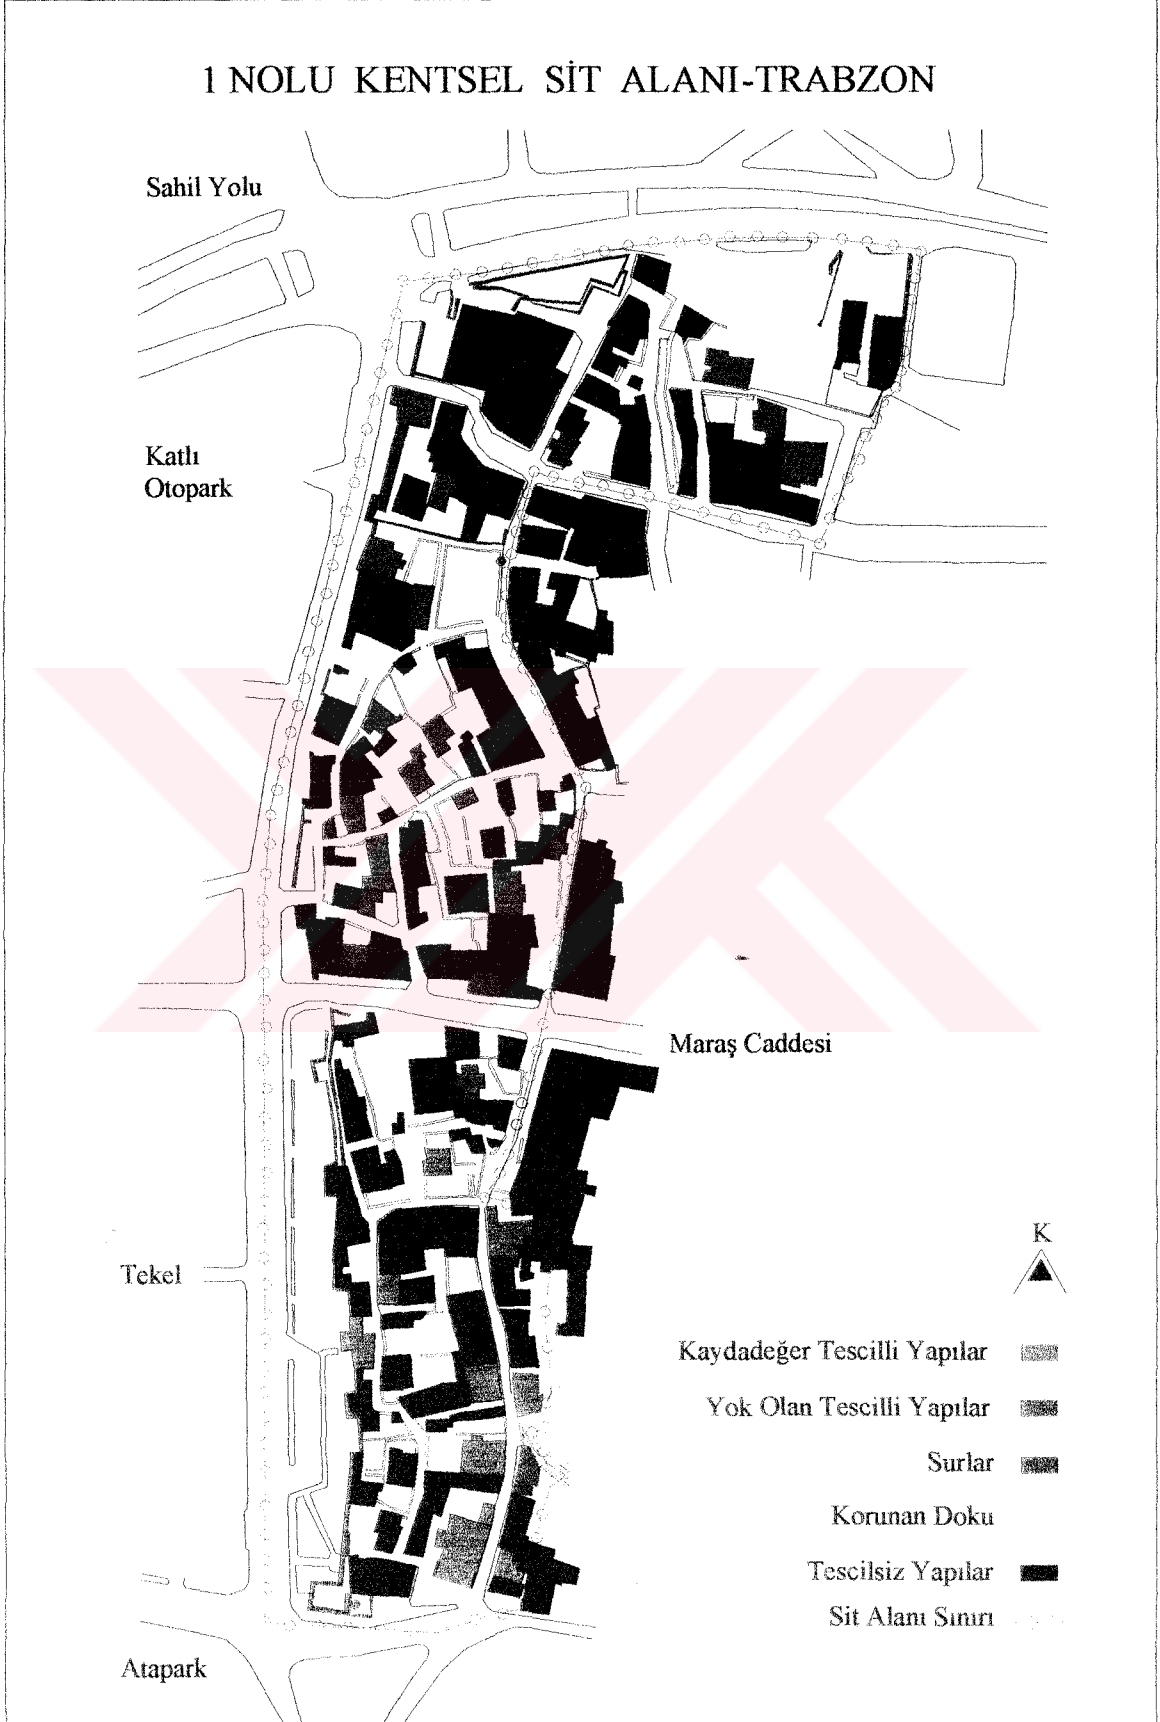 1 NOLU KENTSEL SİT ALANI-TRABZON
Sahil Yolu
Katlı
Otopark
Maraş Caddesi
K
Tekel
Kaydadeğer Tescilli Yapılar
Yok Olan Tescilli Yapılar
Surlar
Korunan Doku
Tescilsiz Yapılar
Sit Alanı Sınırı
Atapark